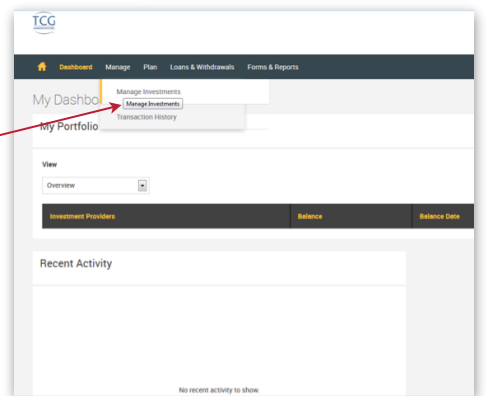 TCG
Dashboard Manage Plan Loans & Withdrawals Forms & Reports
Manage Investments
My Dashbo
Manage Investments
Transaction History
My Portfolio
View
Overview
Investment Providers Balance Balance Date
Recent Activity
No recent activity to show.